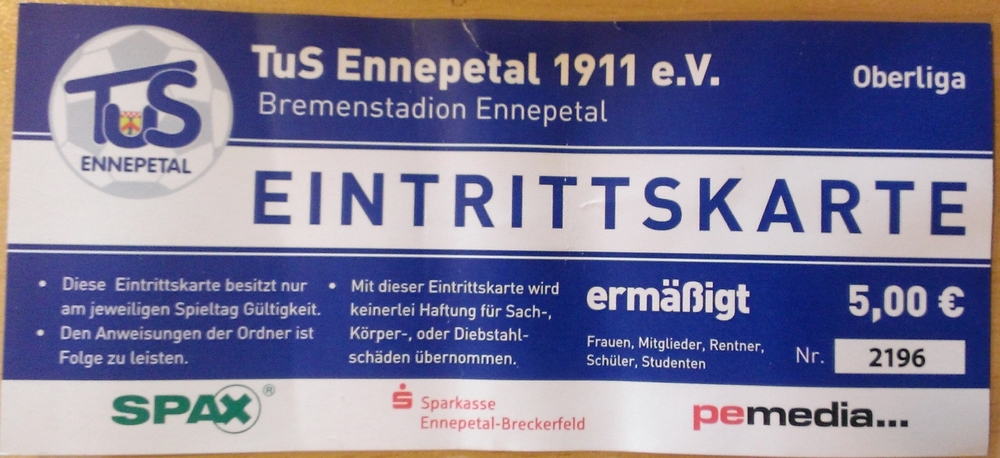 TuS
ENNEPETAL
TuS Ennepetal 1911 e.V.
Bremenstadion Ennepetal
Oberliga
EINTRITTSKARTE
• Diese Eintrittskarte besitzt nur
am jeweiligen Spieltag Gültigkeit.
• Den Anweisungen der Ordner ist
Folge zu leisten.
• Mit dieser Eintrittskarte wird
keinerlei Haftung für Sach-,
Körper-, oder Diebstahl-
schäden übernommen.
ermäßigt
5,00 €
Frauen, Mitglieder, Rentner,
Schüler, Studenten
Nr. 2196
SPAX®
Sparkasse
Ennepetal-Breckerfeld
pemedia...